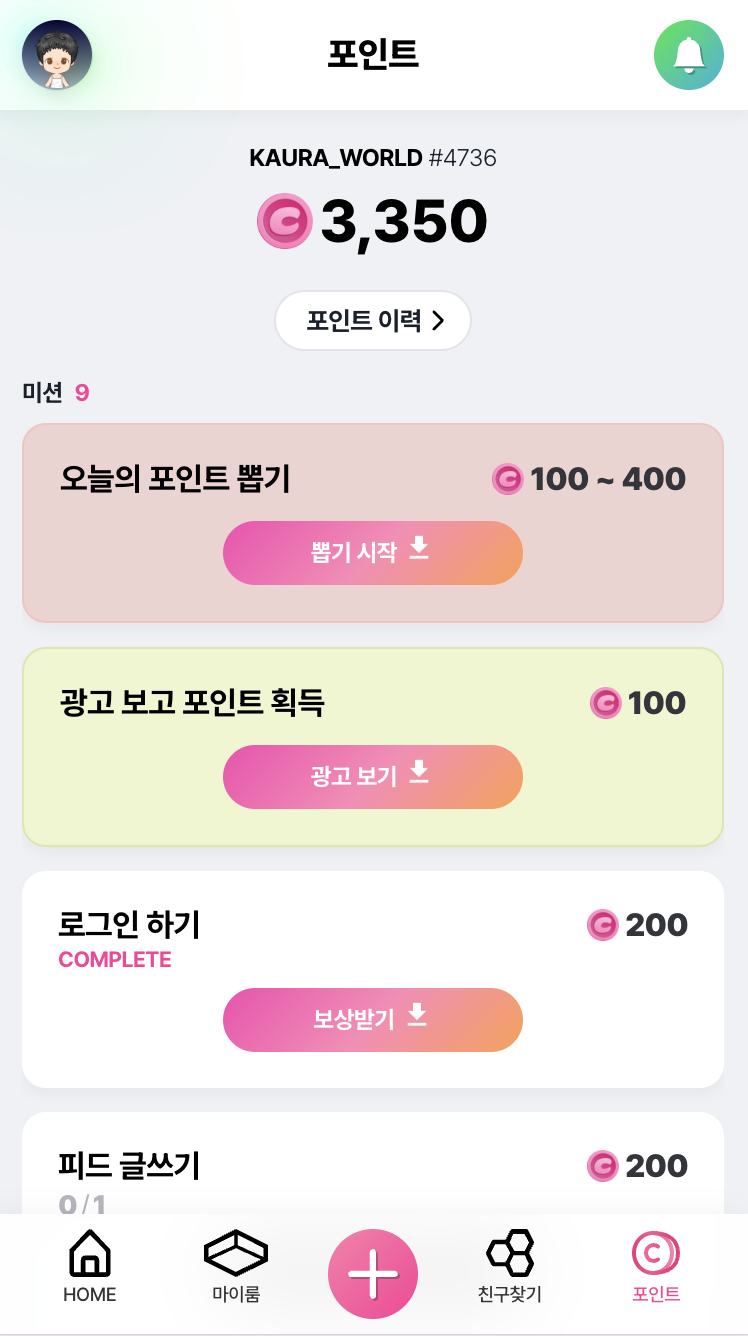 포인트
KAURA_WORLD #4736
3,350
포인트 이력
미션 9
오늘의 포인트 뽑기 100 ~ 400
뽑기 시작
광고 보고 포인트 획득 100
광고 보기
로그인 하기 200
COMPLETE
보상받기
피드 글쓰기 200
0/1
HOME 마이룸 친구찾기 포인트